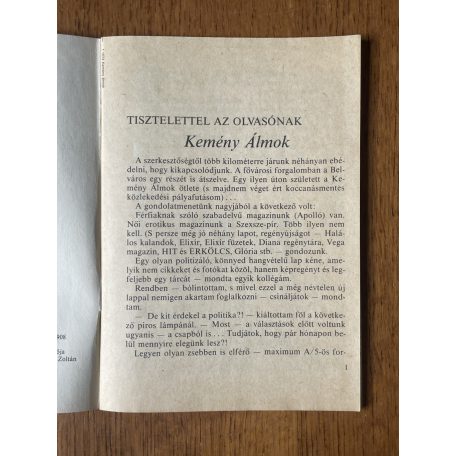 TISZTELETTEL AZ OLVASÓNAK
Kemény Álmok
A szerkesztőségtől több kilométerre járunk néhányan ebé-
delni, hogy kikapcsolódjunk. A fővárosi forgalomban a Bel-
város egy részét is átszelve. Egy ilyen úton született a Ke-
mény Álmok ötlete (s majdnem véget ért koccanásmentes
közlekedési pályafutásom) . . .
A gondolatmenetünk nagyjából a következő volt:
Férfiaknak szóló szabadelvű magazinunk (Apolló) van.
Női erotikus magazinunk a Szexsze-pir. Több ilyen nem
kell. (S persze még jó néhány lapot, regényújságot — Halá-
los kalandok, Elixír, Elixír füzetek, Diana regénytára, Vega
magazin, HIT és ERKÖLCS, Glória stb. — gondozunk.
Egy olyan politizáló, könnyed hangvételű lap kéne, ame-
lyik nem cikkeket és fotókat közöl, hanem képregényt és leg-
feljebb egy tárcát — mondta egyik kollégám.
Rendben — bólintottam, s mivel ezzel a még névtelen új
lappal nemigen akartam foglalkozni — csináljátok — mond-
tam.
— De kit érdekel a politika?! — kiáltottam föl a követke-
ző piros lámpánál. — Most — a választások előtt voltunk
ugyanis — a csapból is . . . Tudjátok, hogy pár hónapon be-
lül mennyire elegünk lesz?!
Legyen olyan zsebben is elférő — maximum A/5-ös for-
1
908
ója
Zoltán